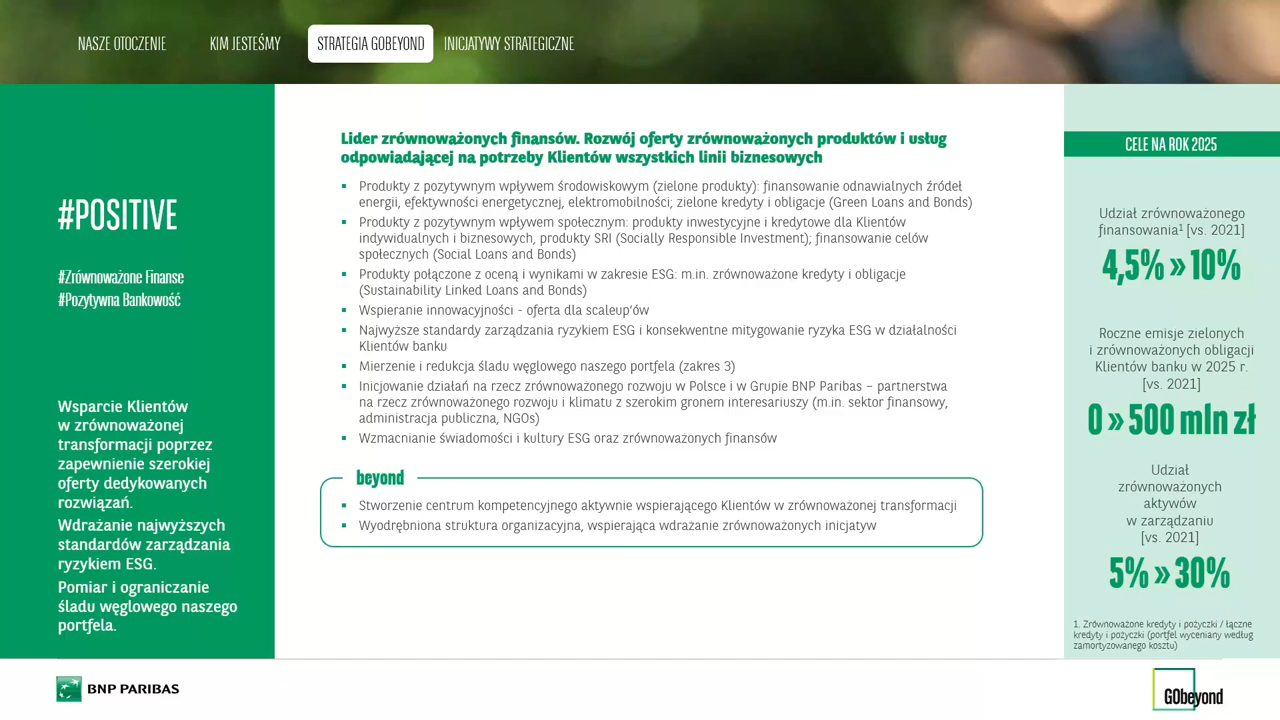 NASZE OTOCZENIE
KIM JESTEŚMY
STRATEGIA GOBEYOND
INICJATYWY STRATEGICZNE
#POSITIVE
#Zrównoważone Finanse
#Pozytywna Bankowość
Wsparcie Klientów
w zrównoważonej
transformacji poprzez
zapewnienie szerokiej
oferty dedykowanych
rozwiązań.
Wdrażanie najwyższych
standardów zarządzania
ryzykiem ESG.
Pomiar i ograniczanie
śladu węglowego naszego
portfela.
Lider zrównoważonych finansów. Rozwój oferty zrównoważonych produktów i usług
odpowiadającej na potrzeby Klientów wszystkich linii biznesowych
▪ Produkty z pozytywnym wpływem środowiskowym (zielone produkty): finansowanie odnawialnych źródeł
energii, efektywności energetycznej, elektromobilności; zielone kredyty i obligacje (Green Loans and Bonds)
▪ Produkty z pozytywnym wpływem społecznym: produkty inwestycyjne i kredytowe dla Klientów
indywidualnych i biznesowych, produkty SRI (Socially Responsible Investment); finansowanie celów
społecznych (Social Loans and Bonds)
▪ Produkty połączone z oceną i wynikami w zakresie ESG: m.in. zrównoważone kredyty i obligacje
(Sustainability Linked Loans and Bonds)
▪ Wspieranie innowacyjności - oferta dla scaleup'ów
▪ Najwyższe standardy zarządzania ryzykiem ESG i konsekwentne mitygowanie ryzyka ESG w działalności
Klientów banku
▪ Mierzenie i redukcja śladu węglowego naszego portfela (zakres 3)
▪ Inicjowanie działań na rzecz zrównoważonego rozwoju w Polsce i w Grupie BNP Paribas – partnerstwa
na rzecz zrównoważonego rozwoju i klimatu z szerokim gronem interesariuszy (m.in. sektor finansowy,
administracja publiczna, NGOs)
▪ Wzmacnianie świadomości i kultury ESG oraz zrównoważonych finansów
beyond
▪ Stworzenie centrum kompetencyjnego aktywnie wspierającego Klientów w zrównoważonej transformacji
▪ Wyodrębniona struktura organizacyjna, wspierająca wdrażanie zrównoważonych inicjatyw
CELE NA ROK 2025
Udział zrównoważonego
finansowania¹ [vs. 2021]
4,5% » 10%
Roczne emisje zielonych
i zrównoważonych obligacji
Klientów banku w 2025 r.
[vs. 2021]
0 » 500 mln zł
Udział
zrównoważonych
aktywów
w zarządzaniu
[vs. 2021]
5% » 30%
1. Zrównoważone kredyty i pożyczki / łączne
kredyty i pożyczki (portfel wyceniany według
zamortyzowanego kosztu)
BNP PARIBAS
GObeyond